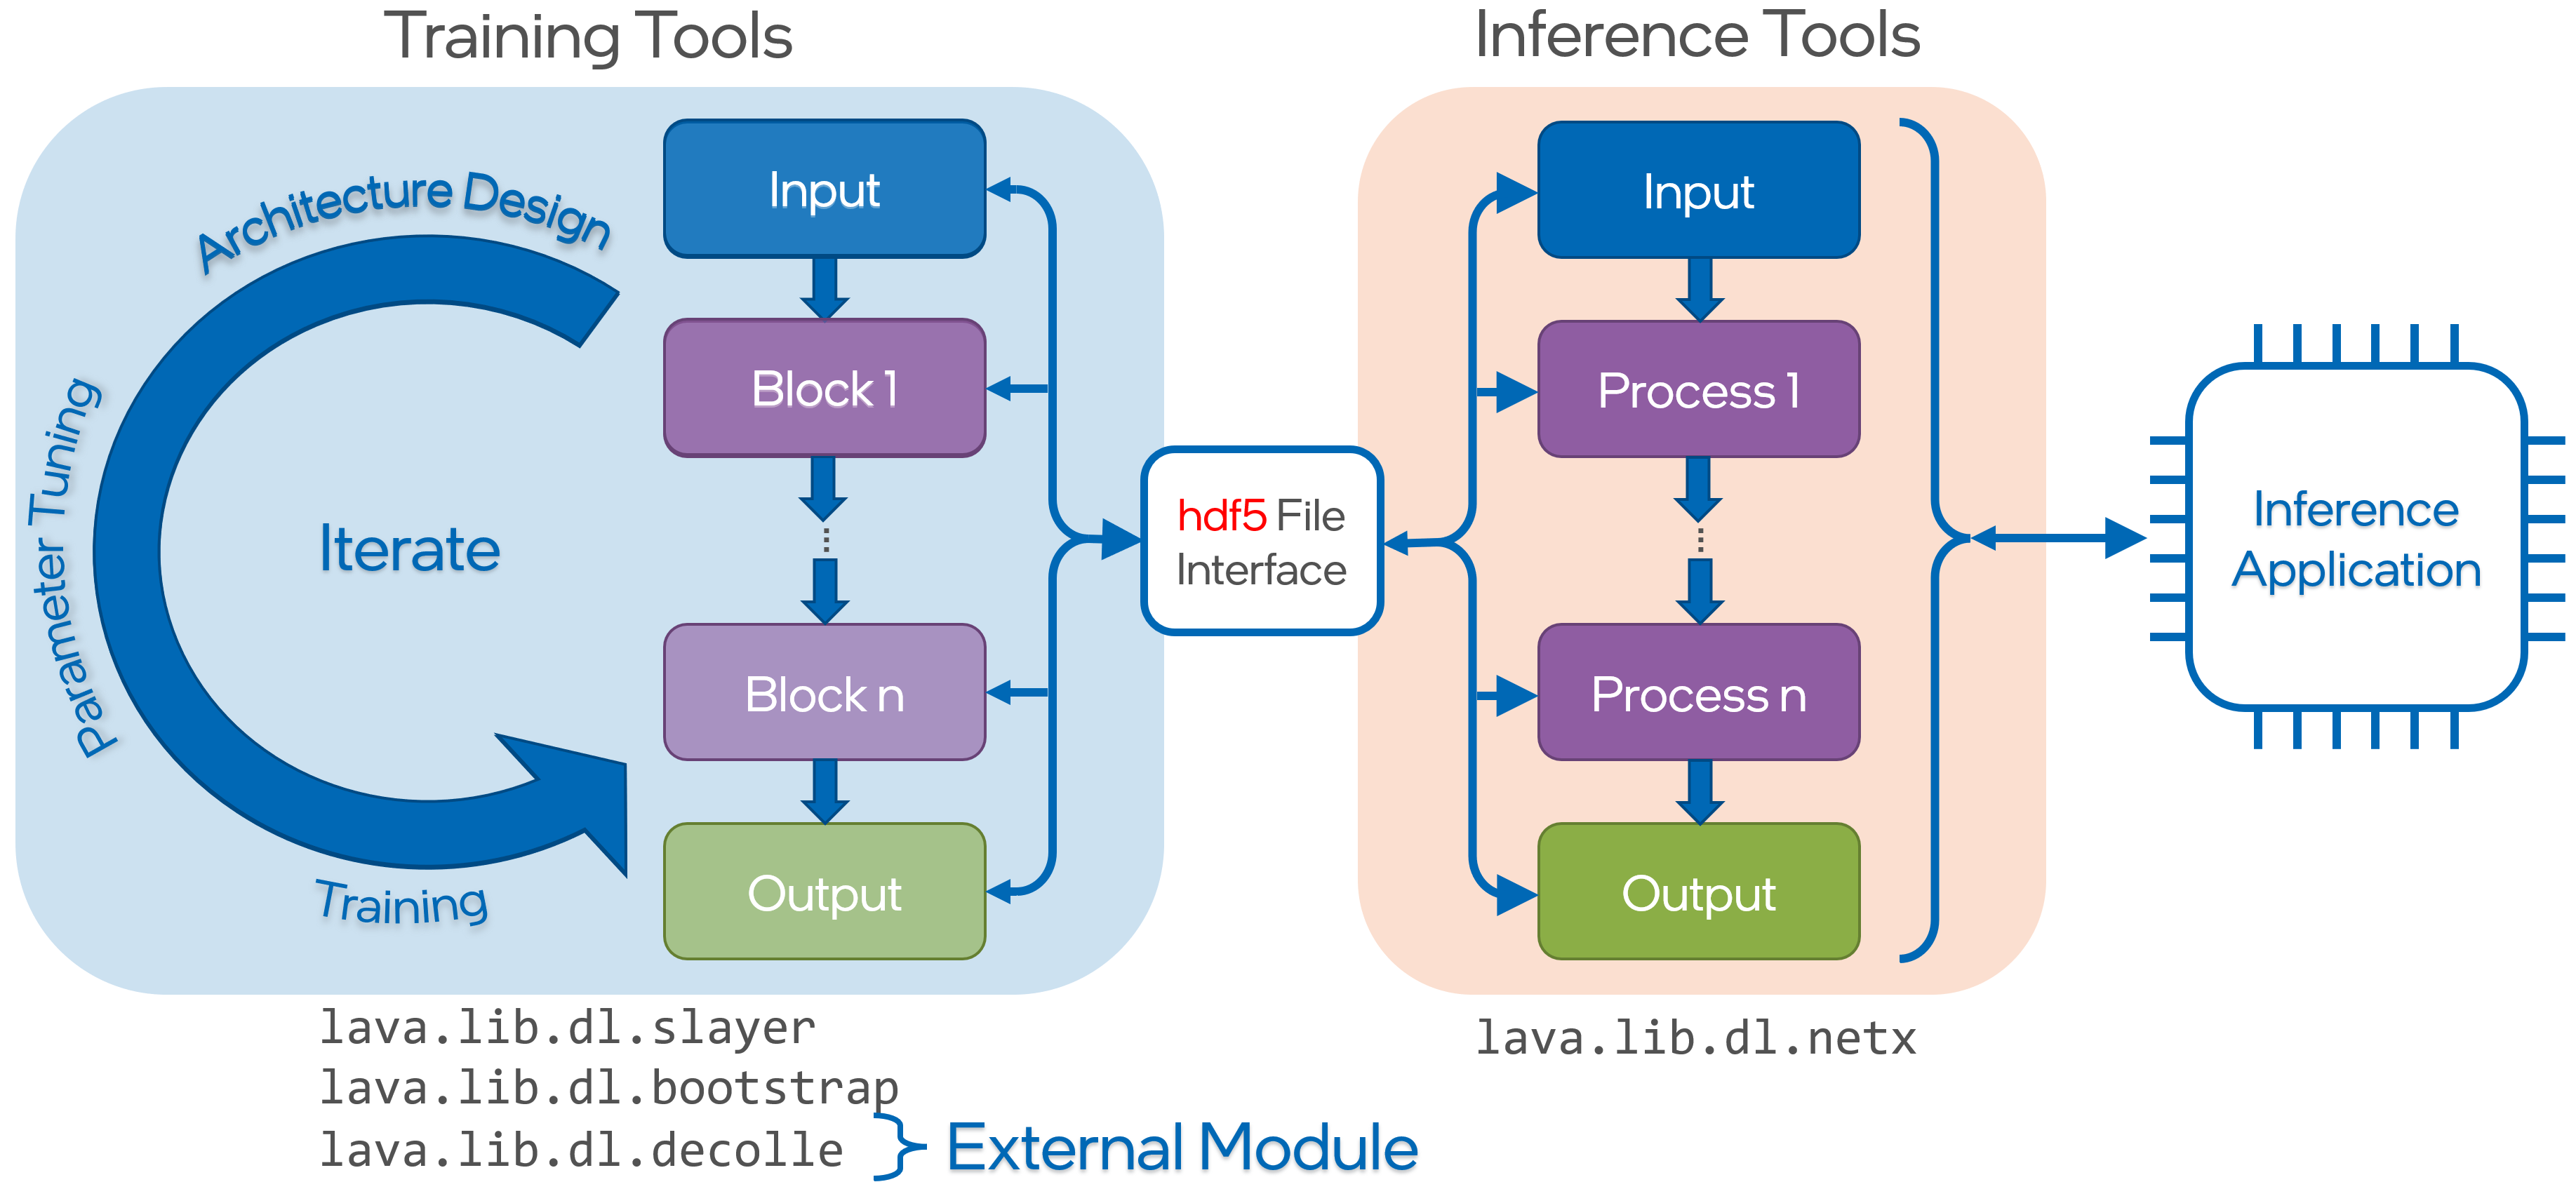 Training Tools
Architecture Design
Parameter Tuning
Iterate
Training
Input
Block 1
Block n
Output
hdf5 File
Interface
Inference Tools
Input
Process 1
Process n
Output
Inference
Application
lava.lib.dl.slayer
lava.lib.dl.bootstrap
lava.lib.dl.decolle
External Module
lava.lib.dl.netx